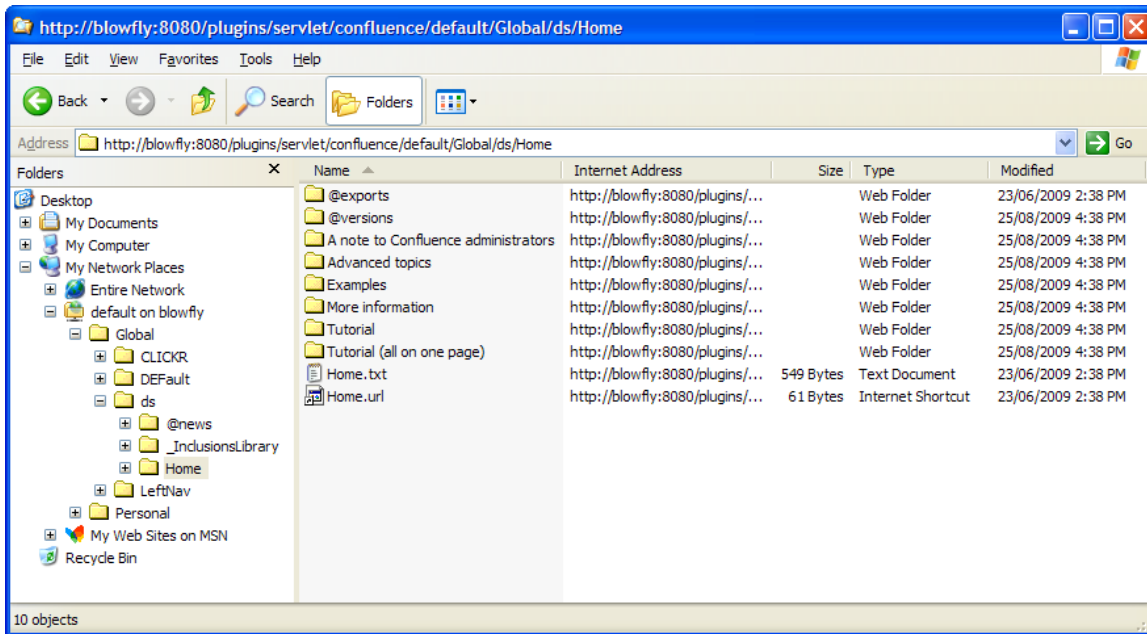 http://blowfly:8080/plugins/servlet/confluence/default/Global/ds/Home
File Edit View Favorites Tools Help
Back Search Folders
Address http://blowfly:8080/plugins/servlet/confluence/default/Global/ds/Home Go
Folders X
Desktop
My Documents
My Computer
My Network Places
Entire Network
default on blowfly
Global
CLICKR
DEFault
ds
@news
_InclusionsLibrary
Home
LeftNav
Personal
My Web Sites on MSN
Recycle Bin
Name Internet Address Size Type Modified
@exports http://blowfly:8080/plugins/... Web Folder 23/06/2009 2:38 PM
@versions http://blowfly:8080/plugins/... Web Folder 25/08/2009 4:38 PM
A note to Confluence administrators http://blowfly:8080/plugins/... Web Folder 25/08/2009 4:38 PM
Advanced topics http://blowfly:8080/plugins/... Web Folder 25/08/2009 4:38 PM
Examples http://blowfly:8080/plugins/... Web Folder 25/08/2009 4:38 PM
More information http://blowfly:8080/plugins/... Web Folder 25/08/2009 4:38 PM
Tutorial http://blowfly:8080/plugins/... Web Folder 25/08/2009 4:38 PM
Tutorial (all on one page) http://blowfly:8080/plugins/... Web Folder 25/08/2009 4:38 PM
Home.txt http://blowfly:8080/plugins/... 549 Bytes Text Document 23/06/2009 2:38 PM
Home.url http://blowfly:8080/plugins/... 61 Bytes Internet Shortcut 23/06/2009 2:38 PM
10 objects